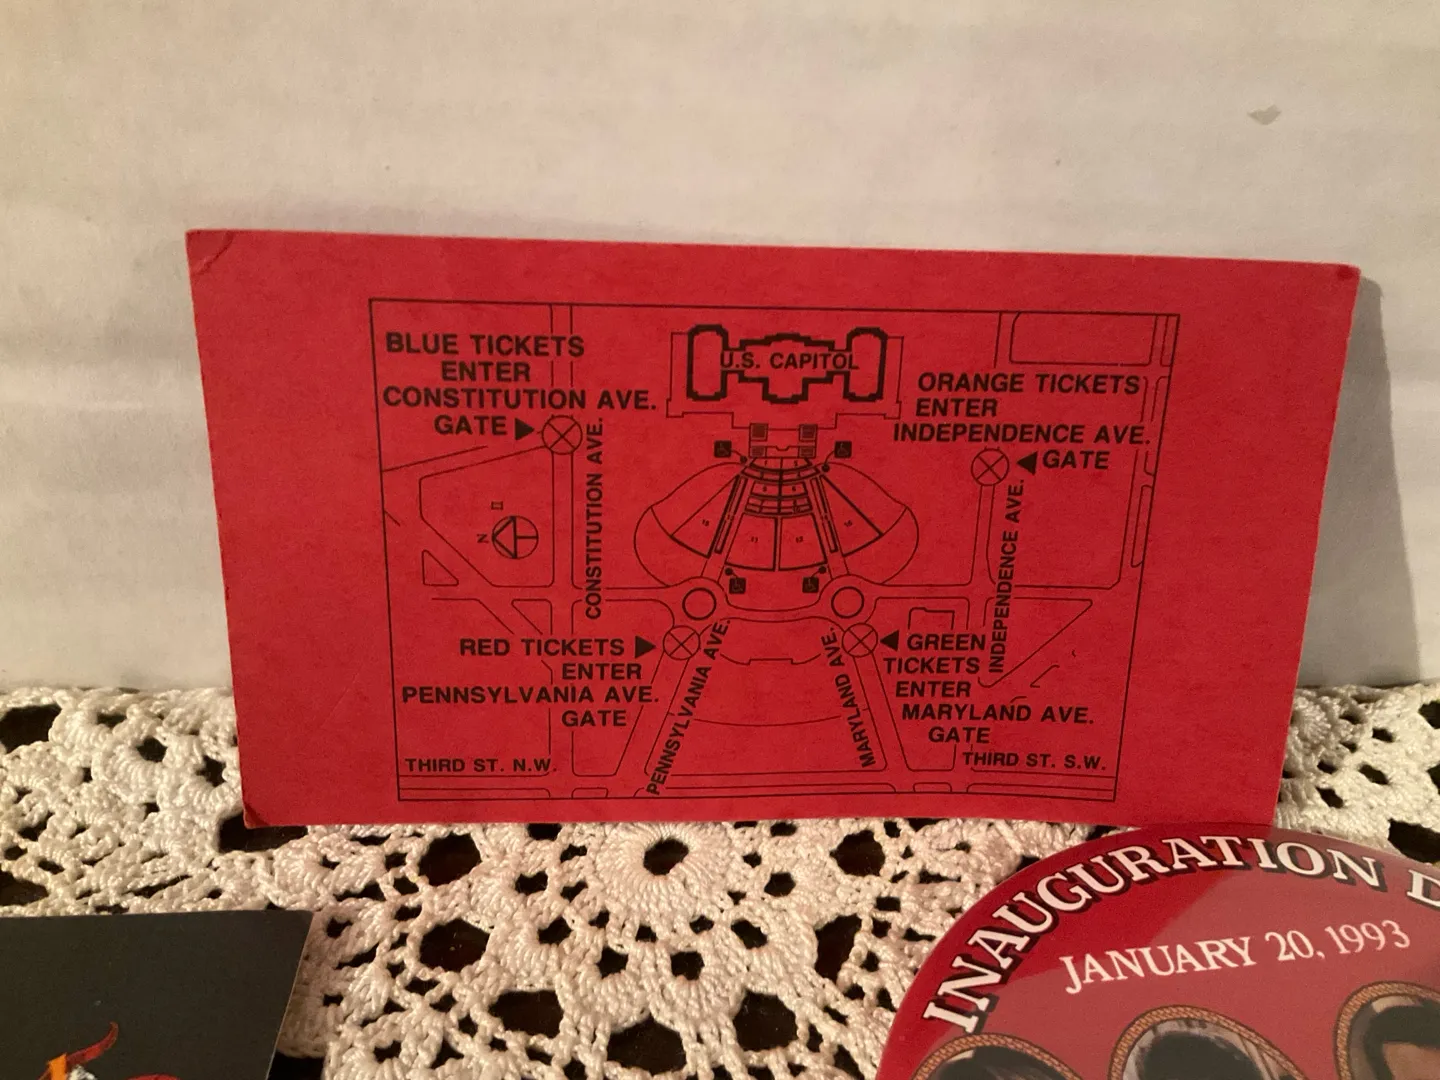 BLUE TICKETS
ENTER
CONSTITUTION AVE.
GATE
U.S. CAPITOL
ORANGE TICKETS
ENTER
INDEPENDENCE AVE.
GATE
CONSTITUTION AVE.
INDEPENDENCE AVE.
N
RED TICKETS
ENTER
PENNSYLVANIA AVE.
GATE
PENNSYLVANIA AVE.
MARYLAND AVE.
GREEN
TICKETS
ENTER
MARYLAND AVE.
GATE
THIRD ST. N.W.
THIRD ST. S.W.
INAUGURATION
JANUARY 20, 1993